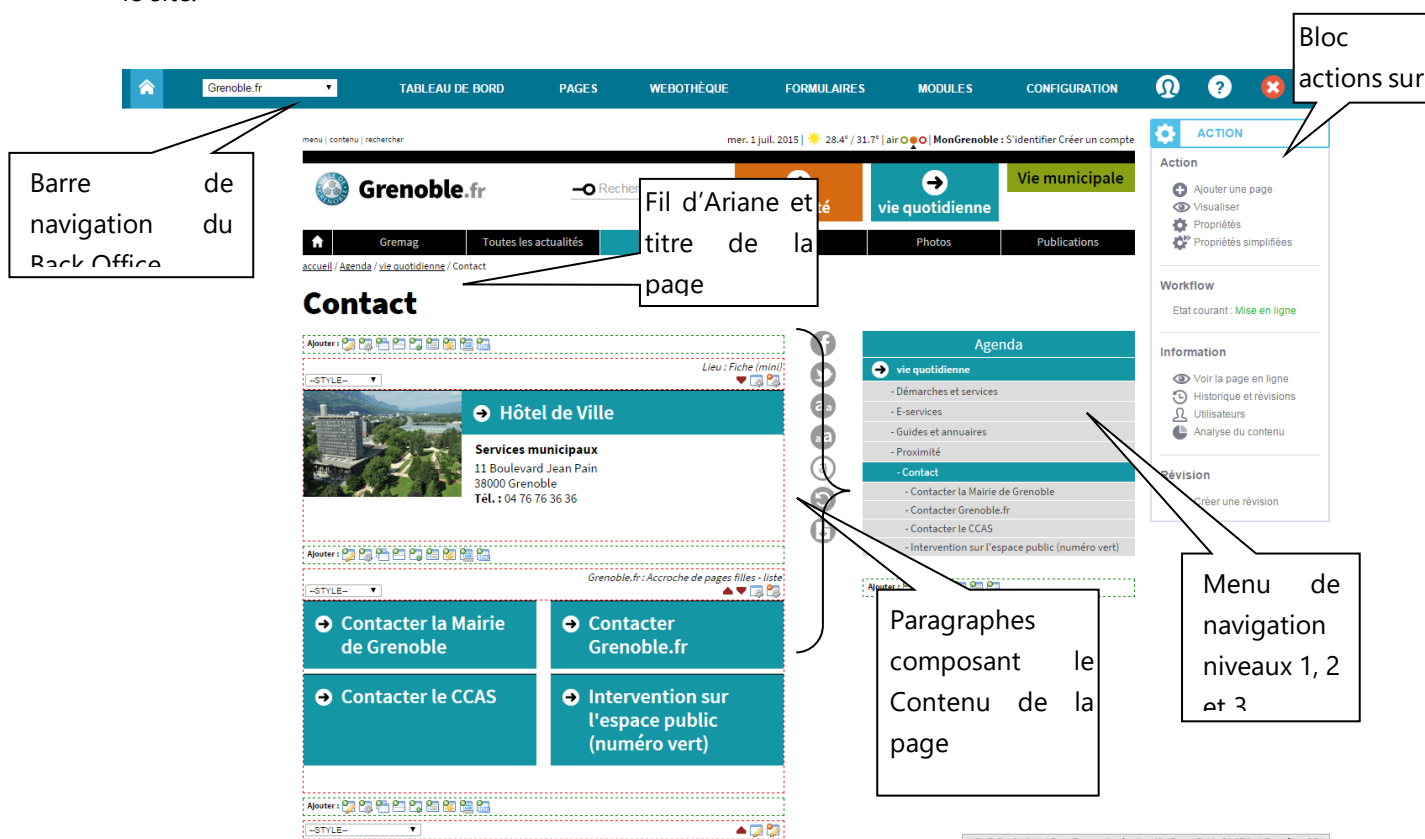 le site.
Bloc
actions sur
Grenoble.fr
TABLEAU DE BORD
PAGES
WEBOTHÈQUE
FORMULAIRES
MODULES
CONFIGURATION
Barre de
navigation du
Back Office
menu | contenu | rechercher
mer. 1 juil. 2015 | 28.4° / 31.7° | air | MonGrenoble : S'identifier Créer un compte
Grenoble.fr
vie quotidienne
Vie municipale
Fil d'Ariane et
titre de la
page
Gremag
Toutes les actualités
Photos
Publications
accueil / Agenda / vie quotidienne / Contact
Contact
Ajouter :
Lieu : Fiche (mini)
--STYLE--
Hôtel de Ville
Services municipaux
11 Boulevard Jean Pain
38000 Grenoble
Tél. : 04 76 76 36 36
Ajouter :
Grenoble.fr : Accroche de pages filles - liste
--STYLE--
Contacter la Mairie
de Grenoble
Contacter
Grenoble.fr
Contacter le CCAS
Intervention sur
l'espace public
(numéro vert)
Ajouter :
--STYLE--
Agenda
vie quotidienne
- Démarches et services
- E-services
- Guides et annuaires
- Proximité
- Contact
- Contacter la Mairie de Grenoble
- Contacter Grenoble.fr
- Contacter le CCAS
- Intervention sur l'espace public (numéro vert)
Paragraphes
composant le
Contenu de la
page
ACTION
Action
Ajouter une page
Visualiser
Propriétés
Propriétés simplifiées
Workflow
Etat courant : Mise en ligne
Information
Voir la page en ligne
Historique et révisions
Utilisateurs
Analyse du contenu
Révision
Créer une révision
Menu de
navigation
niveaux 1, 2
et 3